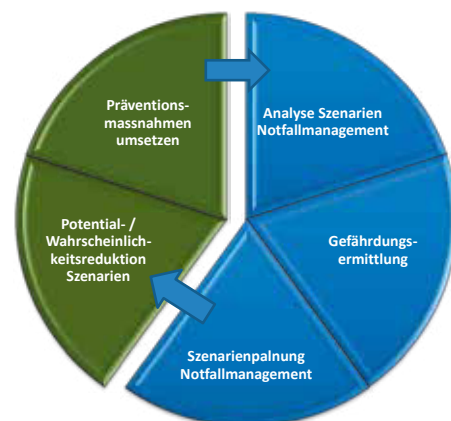 Präventions-
massnahmen
umsetzen
Analyse Szenarien
Notfallmanagement
Potential- /
Wahrscheinlich-
keitsreduktion
Szenarien
Gefährdungs-
ermittlung
Szenarienpalnung
Notfallmanagement